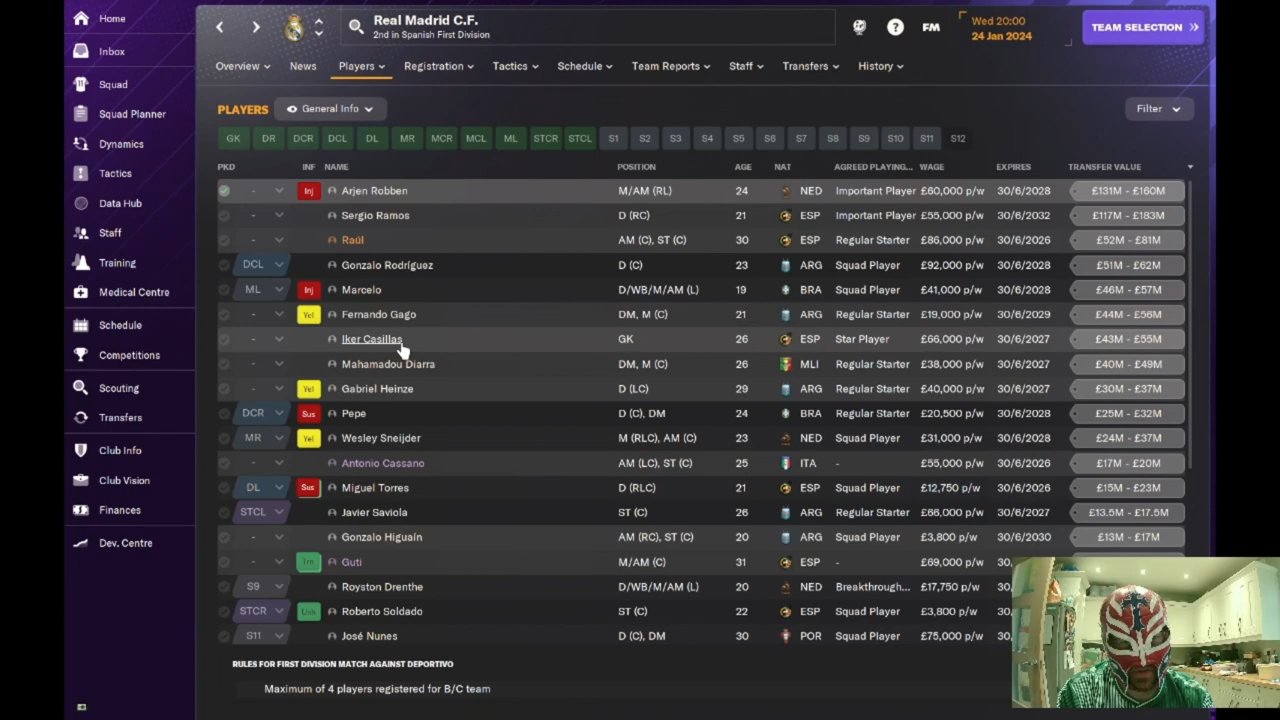 Home
Inbox
Squad
Squad Planner
Dynamics
Tactics
Data Hub
Staff
Training
Medical Centre
Schedule
Competitions
Scouting
Transfers
Club Info
Club Vision
Finances
Dev. Centre
Real Madrid C.F.
2nd in Spanish First Division
? FM
Wed 20:00
24 Jan 2024
TEAM SELECTION
Overview News Players Registration Tactics Schedule Team Reports Staff Transfers History
PLAYERS General Info Filter
GK DR DCR DCL DL MR MCR MCL ML STCR STCL S1 S2 S3 S4 S5 S6 S7 S8 S9 S10 S11 S12
PKD INF NAME POSITION AGE NAT AGREED PLAYING... WAGE EXPIRES TRANSFER VALUE
- Inj Arjen Robben M/AM (RL) 24 NED Important Player £60,000 p/w 30/6/2028 £131M - £160M
- Sergio Ramos D (RC) 21 ESP Important Player £55,000 p/w 30/6/2032 £117M - £183M
- Raúl AM (C), ST (C) 30 ESP Regular Starter £86,000 p/w 30/6/2026 £52M - £81M
DCL Gonzalo Rodríguez D (C) 23 ARG Squad Player £92,000 p/w 30/6/2028 £51M - £62M
ML Inj Marcelo D/WB/M/AM (L) 19 BRA Squad Player £41,000 p/w 30/6/2028 £46M - £57M
- Yel Fernando Gago DM, M (C) 21 ARG Regular Starter £19,000 p/w 30/6/2029 £44M - £56M
- Iker Casillas GK 26 ESP Star Player £66,000 p/w 30/6/2027 £43M - £55M
- Mahamadou Diarra DM, M (C) 26 MLI Regular Starter £38,000 p/w 30/6/2027 £40M - £49M
- Yel Gabriel Heinze D (LC) 29 ARG Regular Starter £40,000 p/w 30/6/2027 £30M - £37M
DCR Sus Pepe D (C), DM 24 BRA Regular Starter £20,500 p/w 30/6/2028 £25M - £32M
MR Yel Wesley Sneijder M (RLC), AM (C) 23 NED Squad Player £31,000 p/w 30/6/2028 £24M - £37M
- Antonio Cassano AM (LC), ST (C) 25 ITA - £55,000 p/w 30/6/2026 £17M - £20M
DL Sus Miguel Torres D (RLC) 21 ESP Squad Player £12,750 p/w 30/6/2026 £15M - £23M
STCL Javier Saviola ST (C) 26 ARG Regular Starter £66,000 p/w 30/6/2027 £13.5M - £17.5M
- Gonzalo Higuaín AM (RC), ST (C) 20 ARG Squad Player £3,800 p/w 30/6/2030 £13M - £17M
- Trn Guti M/AM (C) 31 ESP - £69,000 p/w 30,
S9 Royston Drenthe D/WB/M/AM (L) 20 NED Breakthrough... £17,750 p/w 30,
STCR Unh Roberto Soldado ST (C) 22 ESP Squad Player £3,800 p/w 30,
S11 José Nunes D (C), DM 30 POR Squad Player £75,000 p/w 30,
RULES FOR FIRST DIVISION MATCH AGAINST DEPORTIVO
Maximum of 4 players registered for B/C team